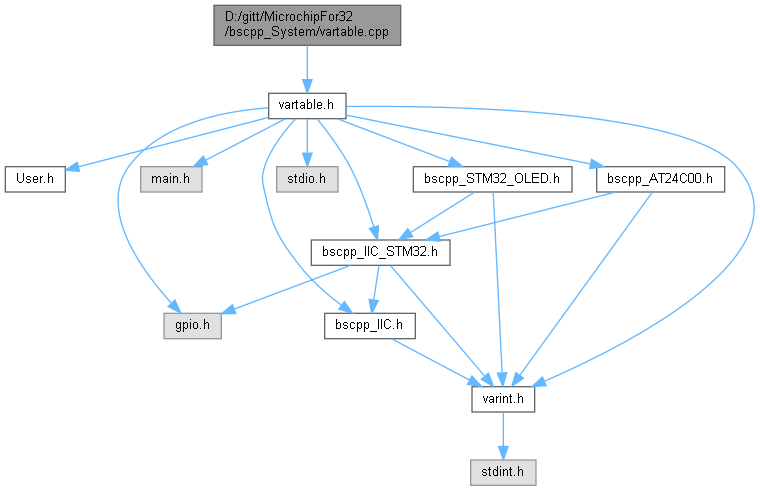 D:/gitt/MicrochipFor32
/bscpp_System/vartable.cpp
vartable.h
User.h
main.h
stdio.h
bscpp_STM32_OLED.h
bscpp_AT24C00.h
bscpp_IIC_STM32.h
gpio.h
bscpp_IIC.h
varint.h
stdint.h